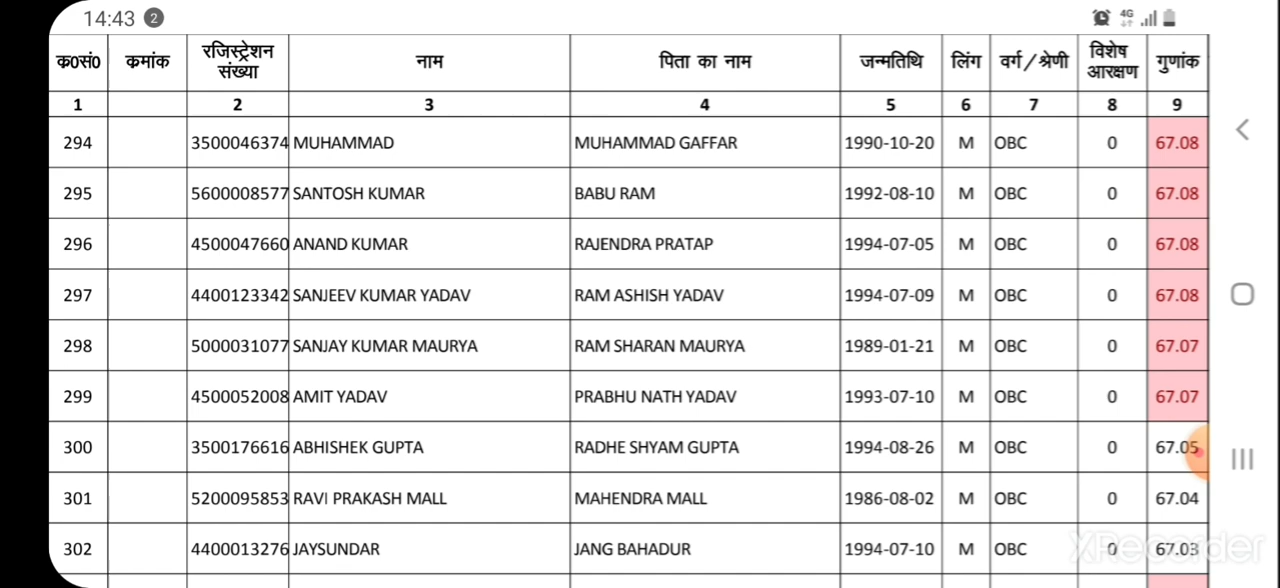 14:43 2 4G
क0सं0 कमांक रजिस्ट्रेशन संख्या नाम पिता का नाम जन्मतिथि लिंग वर्ग/श्रेणी विशेष आरक्षण गुणांक
1 2 3 4 5 6 7 8 9
294 3500046374 MUHAMMAD MUHAMMAD GAFFAR 1990-10-20 M OBC 0 67.08
295 5600008577 SANTOSH KUMAR BABU RAM 1992-08-10 M OBC 0 67.08
296 4500047660 ANAND KUMAR RAJENDRA PRATAP 1994-07-05 M OBC 0 67.08
297 4400123342 SANJEEV KUMAR YADAV RAM ASHISH YADAV 1994-07-09 M OBC 0 67.08
298 5000031077 SANJAY KUMAR MAURYA RAM SHARAN MAURYA 1989-01-21 M OBC 0 67.07
299 4500052008 AMIT YADAV PRABHU NATH YADAV 1993-07-10 M OBC 0 67.07
300 3500176616 ABHISHEK GUPTA RADHE SHYAM GUPTA 1994-08-26 M OBC 0 67.05
301 5200095853 RAVI PRAKASH MALL MAHENDRA MALL 1986-08-02 M OBC 0 67.04
302 4400013276 JAYSUNDAR JANG BAHADUR 1994-07-10 M OBC 0 67.03
XRecorder